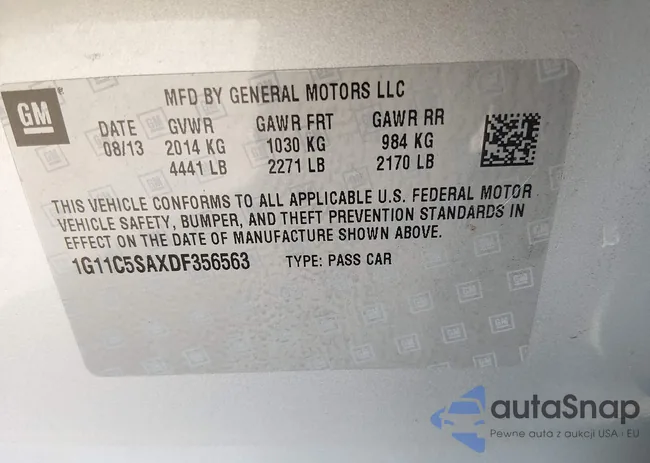 GM
MFD BY GENERAL MOTORS LLC
DATE GVWR GAWR FRT GAWR RR
08/13 2014 KG 1030 KG 984 KG
4441 LB 2271 LB 2170 LB
THIS VEHICLE CONFORMS TO ALL APPLICABLE U.S. FEDERAL MOTOR
VEHICLE SAFETY, BUMPER, AND THEFT PREVENTION STANDARDS IN
EFFECT ON THE DATE OF MANUFACTURE SHOWN ABOVE.
1G11C5SAXDF356563 TYPE: PASS CAR
autaSnap
Pewne auta z aukcji USA i EU